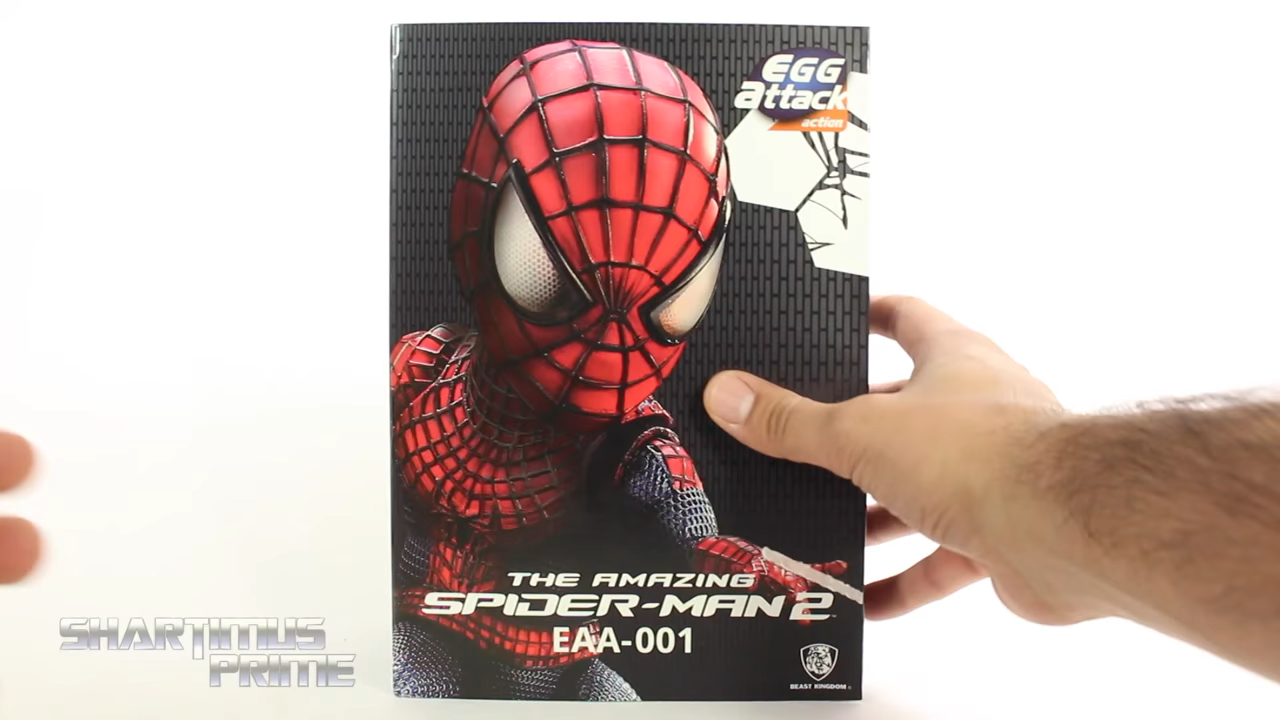 EGG
attack
action
THE AMAZING
SPIDER-MAN 2
EAA-001
BEAST KINGDOM
SHARTIMUS
PRIME